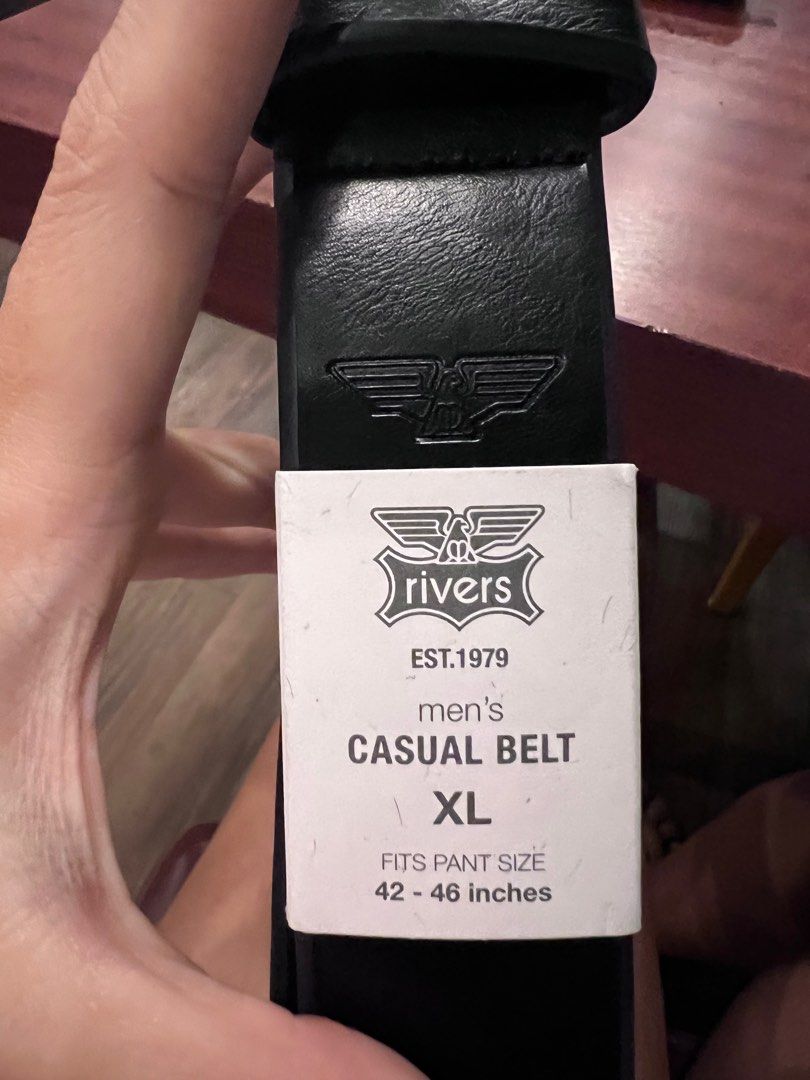 rivers
EST.1979
men's
CASUAL BELT
XL
FITS PANT SIZE
42 - 46 inches